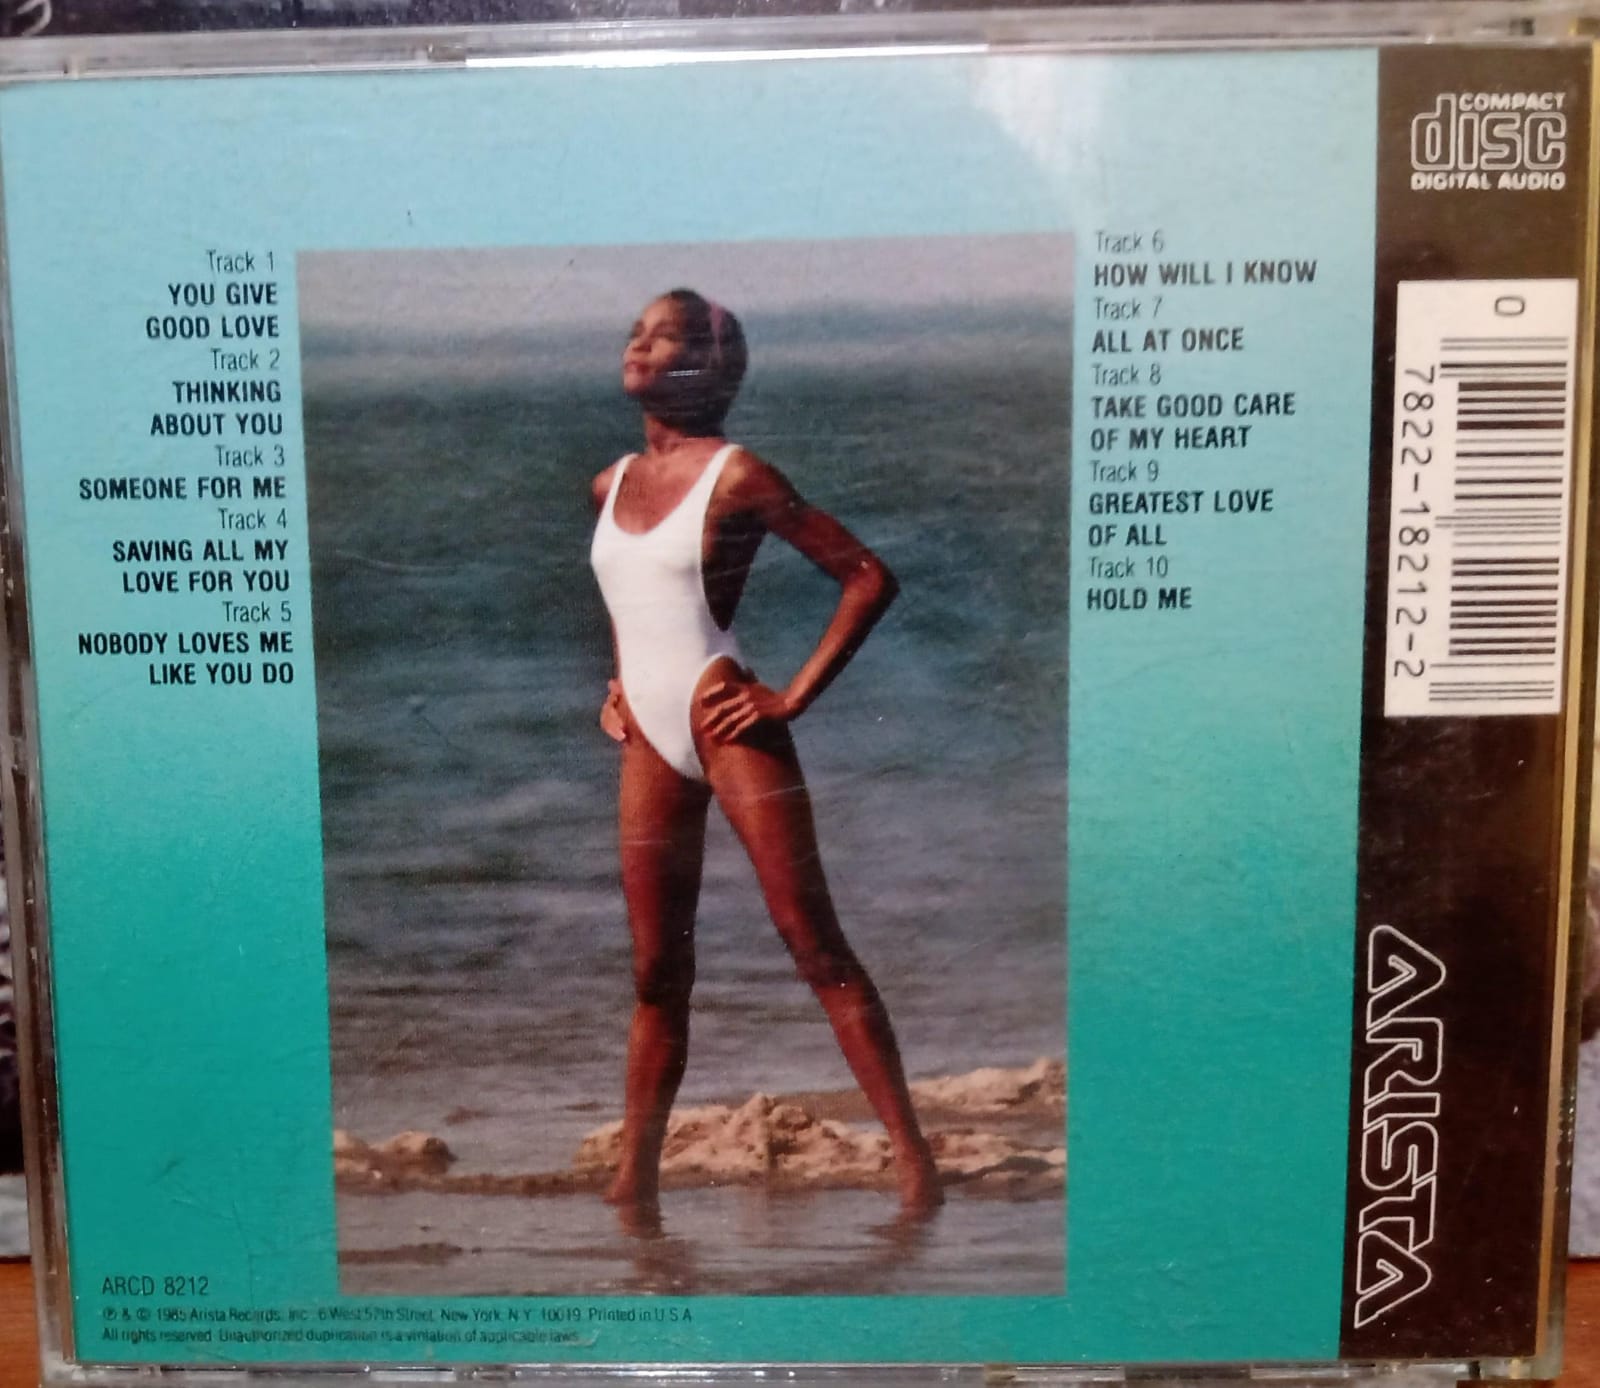 Track 1
YOU GIVE
GOOD LOVE
Track 2
THINKING
ABOUT YOU
Track 3
SOMEONE FOR ME
Track 4
SAVING ALL MY
LOVE FOR YOU
Track 5
NOBODY LOVES ME
LIKE YOU DO
Track 6
HOW WILL I KNOW
Track 7
ALL AT ONCE
Track 8
TAKE GOOD CARE
OF MY HEART
Track 9
GREATEST LOVE
OF ALL
Track 10
HOLD ME
COMPACT
disc
DIGITAL AUDIO
0
7822-18212-2
ARISTA
ARCD 8212
℗ & © 1985 Arista Records, Inc., 6 West 57th Street, New York, N.Y. 10019. Printed in U.S.A.
All rights reserved. Unauthorized duplication is a violation of applicable laws.